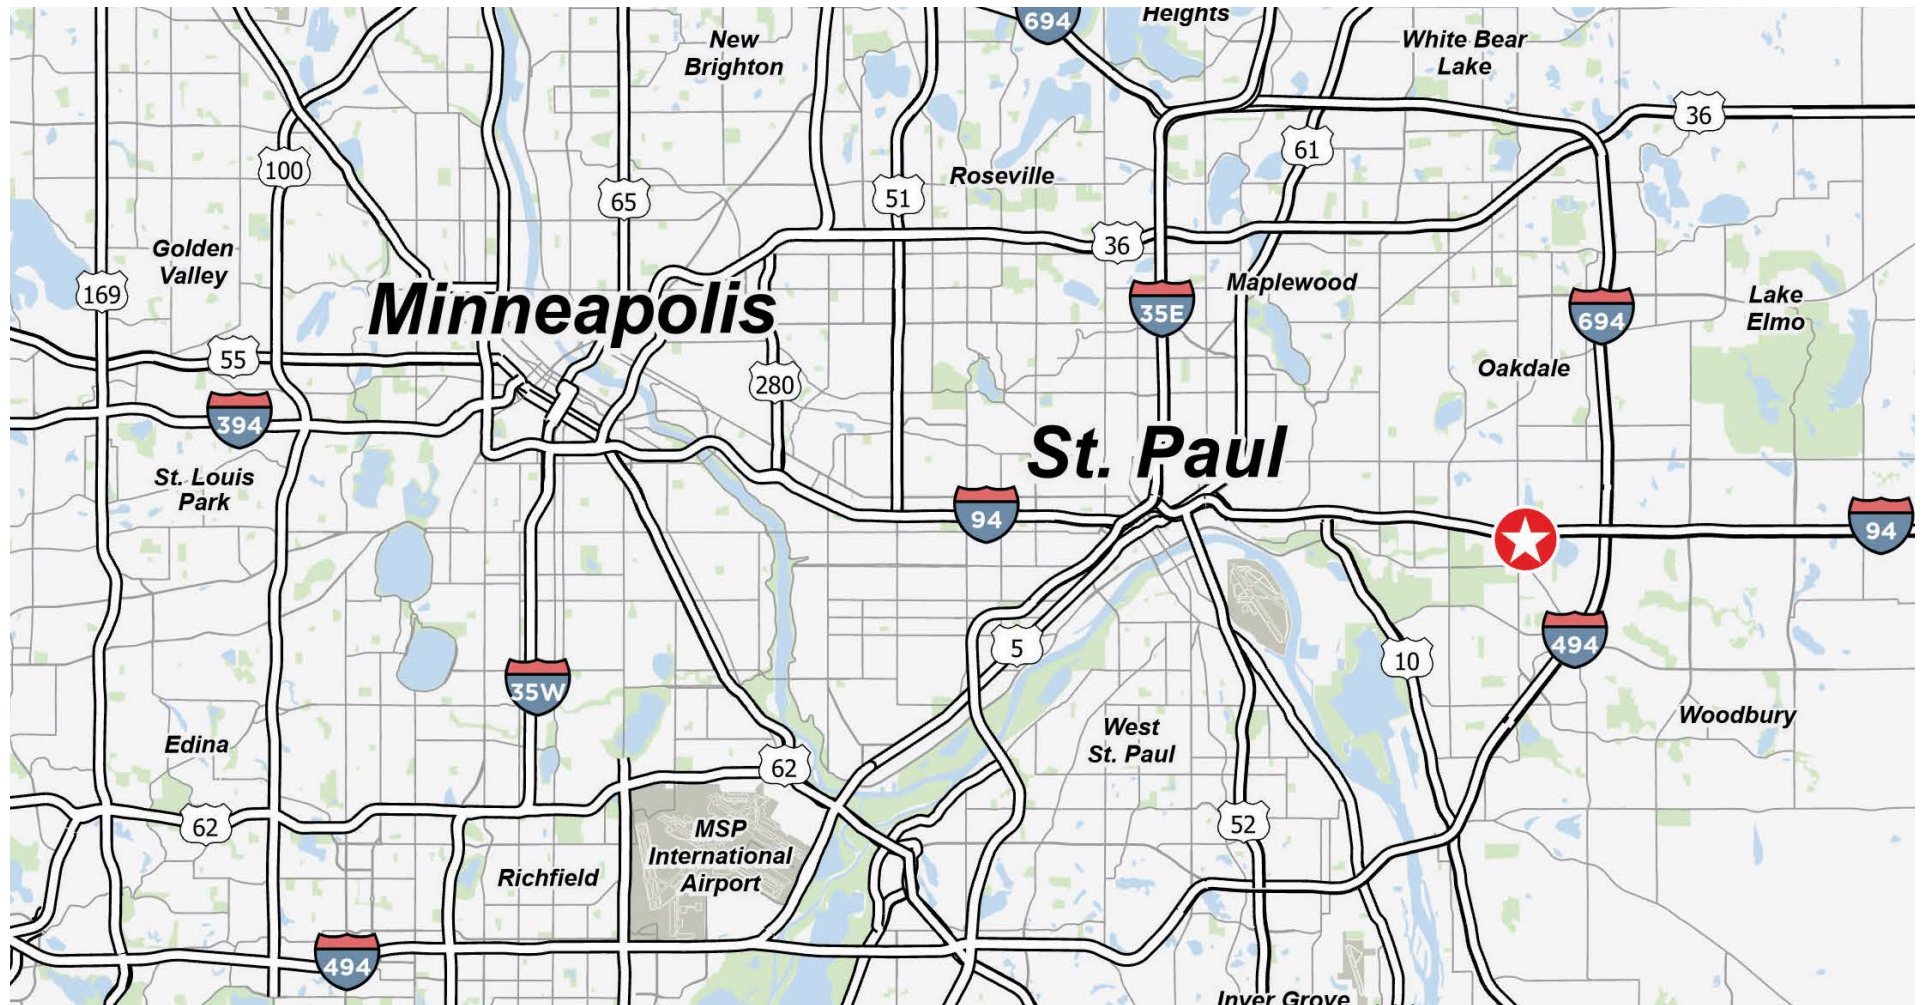 694
Heights
New
Brighton
White Bear
Lake
36
61
100
Roseville
65
51
Golden
Valley
36
169
Maplewood
Minneapolis
35E
694
Lake
Elmo
55
280
Oakdale
394
St. Paul
St. Louis
Park
94
94
5
494
10
35W
West
St. Paul
Woodbury
Edina
62
62
52
MSP
International
Airport
Richfield
494
Inver Grove